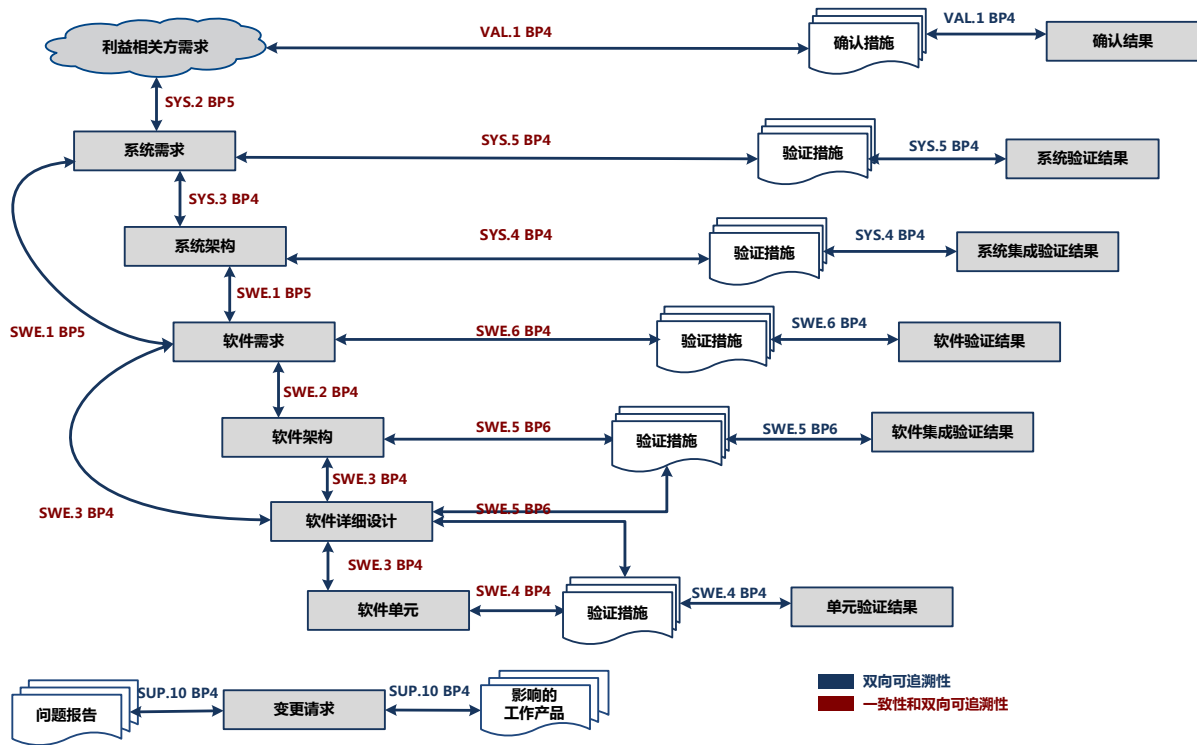 利益相关方需求
VAL.1 BP4
确认措施
VAL.1 BP4
确认结果
SYS.2 BP5
系统需求
SYS.5 BP4
验证措施
SYS.5 BP4
系统验证结果
SYS.3 BP4
系统架构
SYS.4 BP4
验证措施
SYS.4 BP4
系统集成验证结果
SWE.1 BP5
SWE.1 BP5
软件需求
SWE.6 BP4
验证措施
SWE.6 BP4
软件验证结果
SWE.2 BP4
软件架构
SWE.5 BP6
验证措施
SWE.5 BP6
软件集成验证结果
SWE.3 BP4
SWE.3 BP4
软件详细设计
SWE.5 BP6
SWE.3 BP4
软件单元
SWE.4 BP4
验证措施
SWE.4 BP4
单元验证结果
问题报告
SUP.10 BP4
变更请求
SUP.10 BP4
影响的
工作产品
双向可追溯性
一致性和双向可追溯性